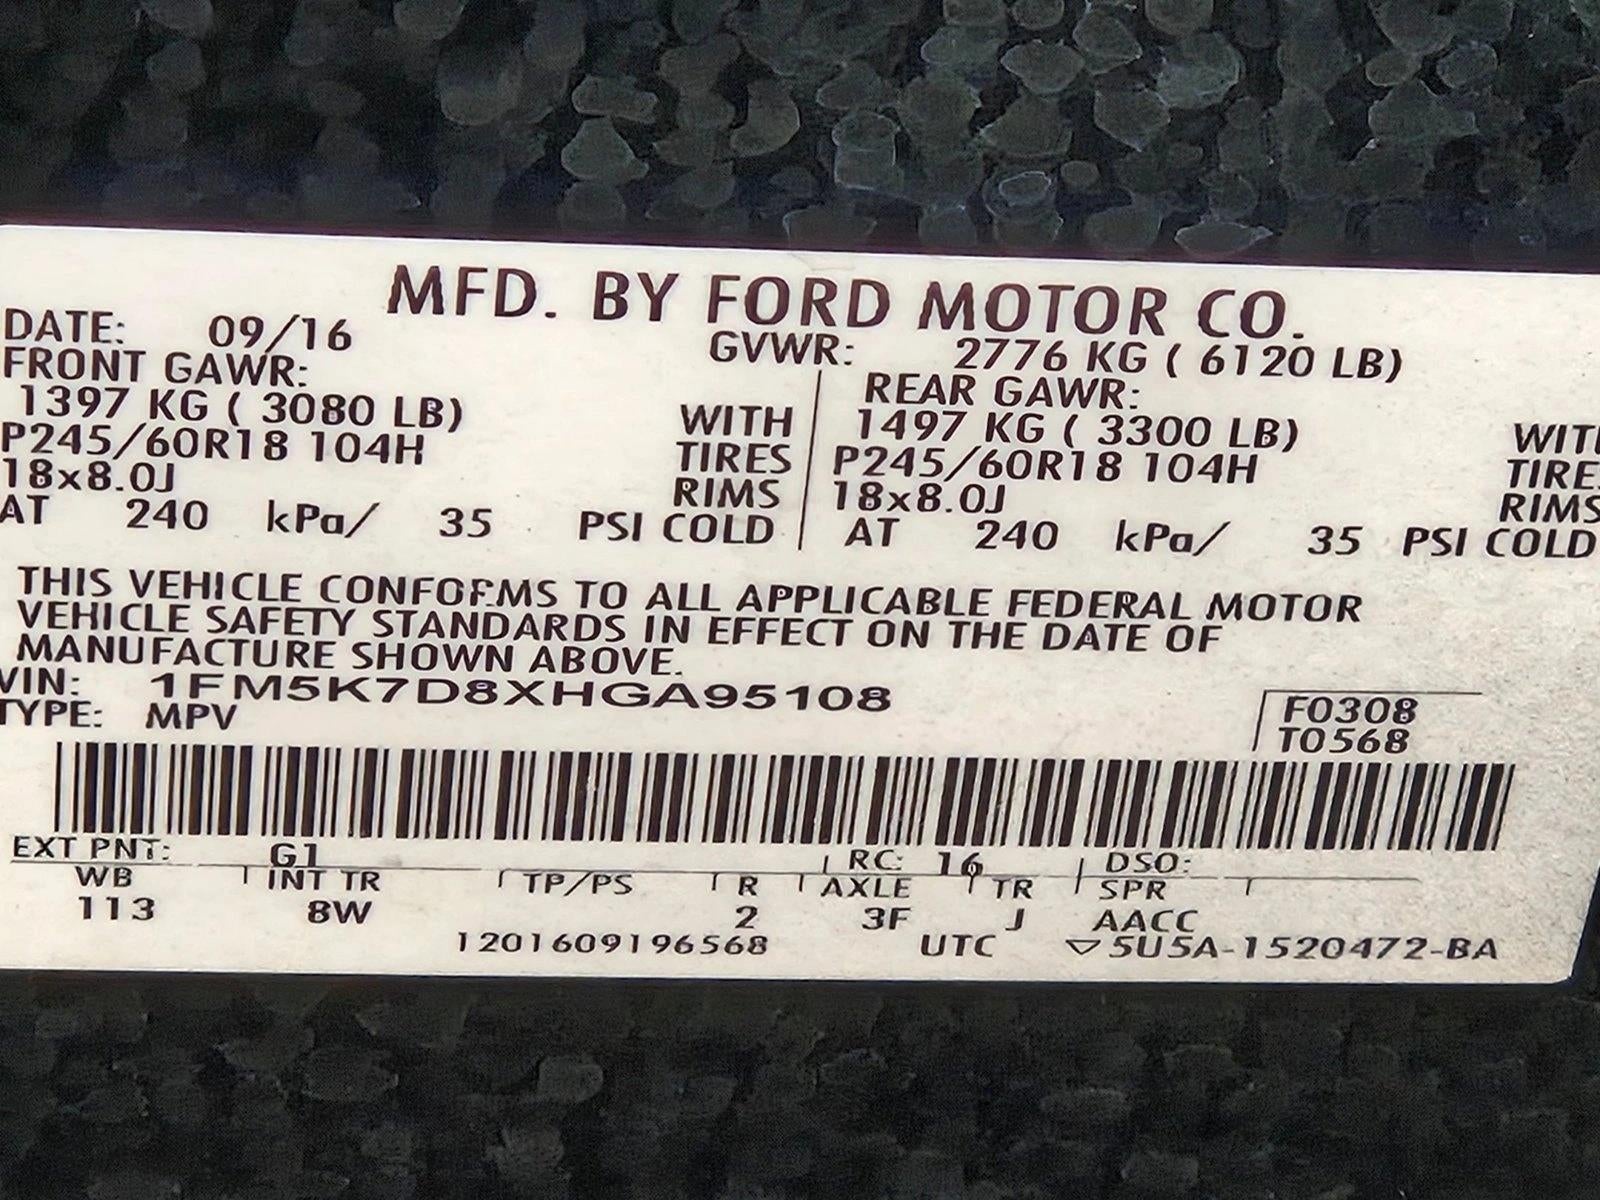 MFD. BY FORD MOTOR CO.
DATE: 09/16 GVWR: 2776 KG ( 6120 LB)
FRONT GAWR: REAR GAWR:
1397 KG ( 3080 LB) WITH 1497 KG ( 3300 LB) WITH
P245/60R18 104H TIRES P245/60R18 104H TIRES
18x8.0J RIMS 18x8.0J RIMS
AT 240 kPa/ 35 PSI COLD AT 240 kPa/ 35 PSI COLD
THIS VEHICLE CONFORMS TO ALL APPLICABLE FEDERAL MOTOR
VEHICLE SAFETY STANDARDS IN EFFECT ON THE DATE OF
MANUFACTURE SHOWN ABOVE.
VIN: 1FM5K7D8XHGA95108
TYPE: MPV
F0308
T0568
EXT PNT: G1 RC: 16 DSO:
WB INT TR TP/PS R AXLE TR SPR
113 8W 2 3F J AACC
1201609196568 UTC ▽5U5A-1520472-BA